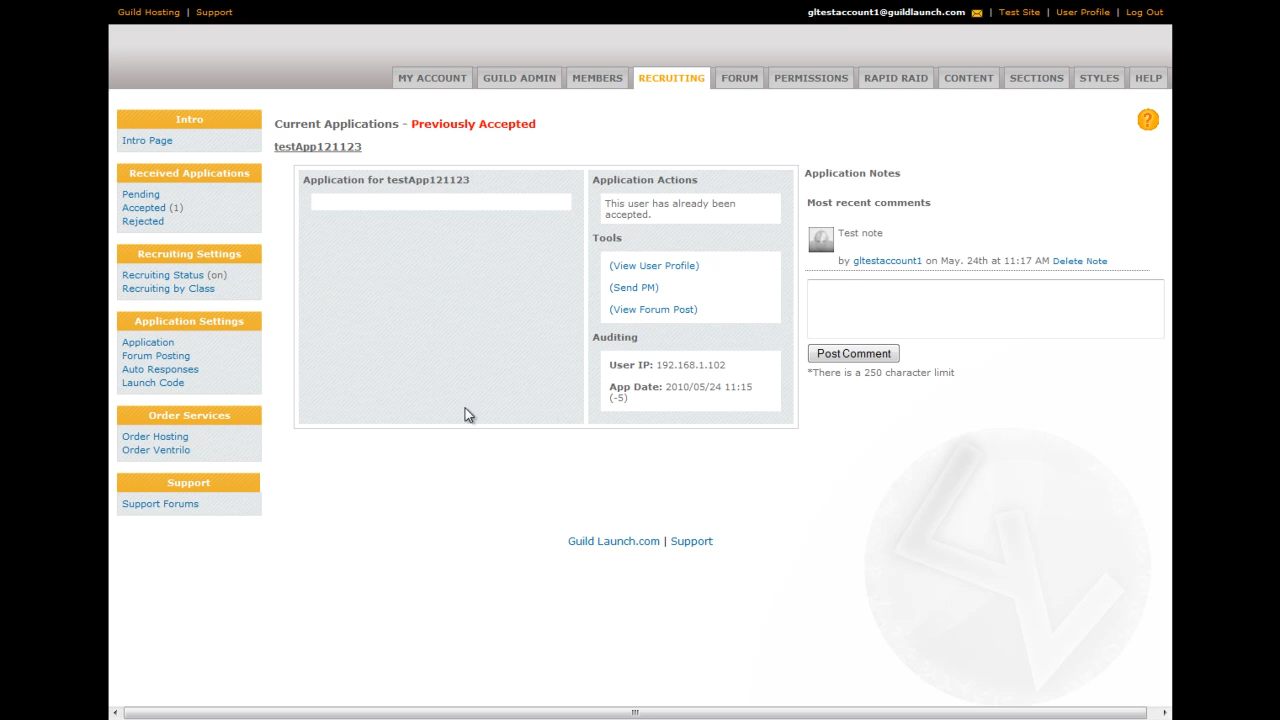 Guild Hosting | Support
gltestaccount1@guildlaunch.com | Test Site | User Profile | Log Out
MY ACCOUNT GUILD ADMIN MEMBERS RECRUITING FORUM PERMISSIONS RAPID RAID CONTENT SECTIONS STYLES HELP
Intro
Intro Page
Received Applications
Pending
Accepted (1)
Rejected
Recruiting Settings
Recruiting Status (on)
Recruiting by Class
Application Settings
Application
Forum Posting
Auto Responses
Launch Code
Order Services
Order Hosting
Order Ventrilo
Support
Support Forums
Current Applications - Previously Accepted
?
testApp121123
Application for testApp121123
Application Actions
This user has already been
accepted.
Tools
(View User Profile)
(Send PM)
(View Forum Post)
Auditing
User IP: 192.168.1.102
App Date: 2010/05/24 11:15
(-5)
Application Notes
Most recent comments
Test note
by gltestaccount1 on May. 24th at 11:17 AM Delete Note
Post Comment
*There is a 250 character limit
Guild Launch.com | Support